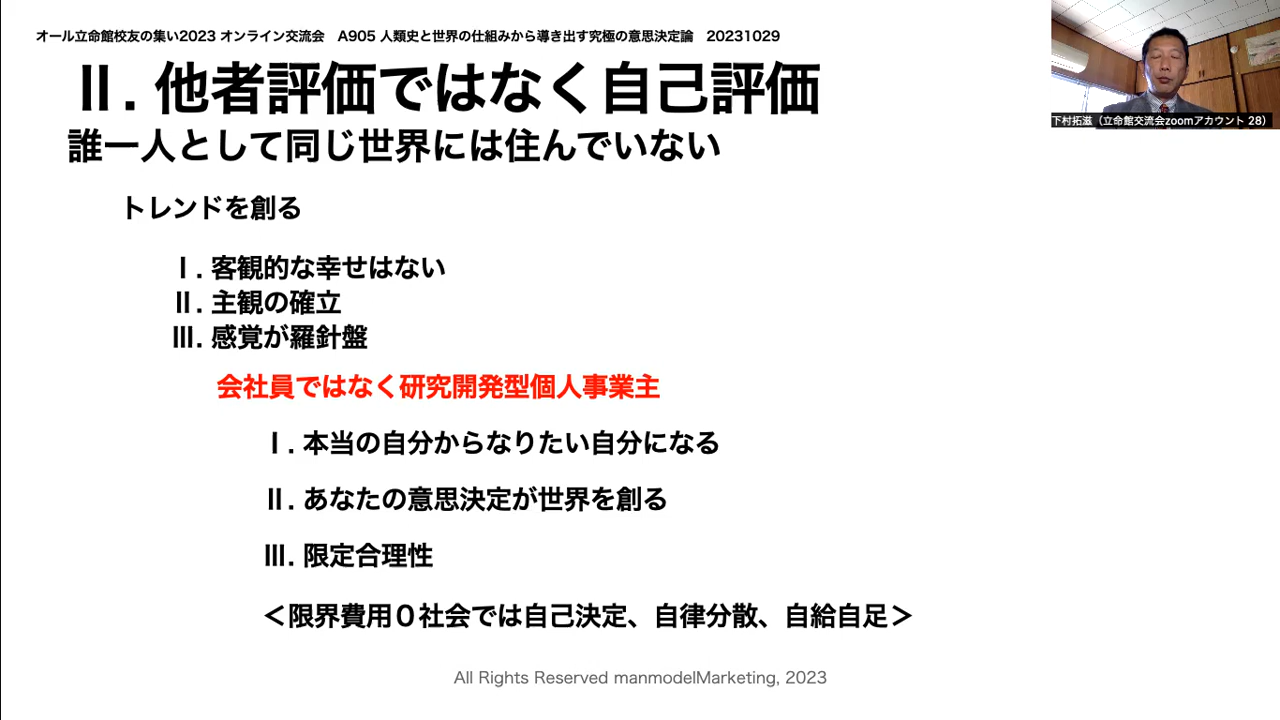 オール立命館校友の集い2023 オンライン交流会　A905 人類史と世界の仕組みから導き出す究極の意思決定論　20231029
Ⅱ. 他者評価ではなく自己評価
下村拓滋（立命館交流会zoomアカウント 28）
誰一人として同じ世界には住んでいない
トレンドを創る
Ⅰ. 客観的な幸せはない
Ⅱ. 主観の確立
Ⅲ. 感覚が羅針盤
会社員ではなく研究開発型個人事業主
Ⅰ. 本当の自分からなりたい自分になる
Ⅱ. あなたの意思決定が世界を創る
Ⅲ. 限定合理性
＜限界費用０社会では自己決定、自律分散、自給自足＞
All Rights Reserved manmodelMarketing, 2023